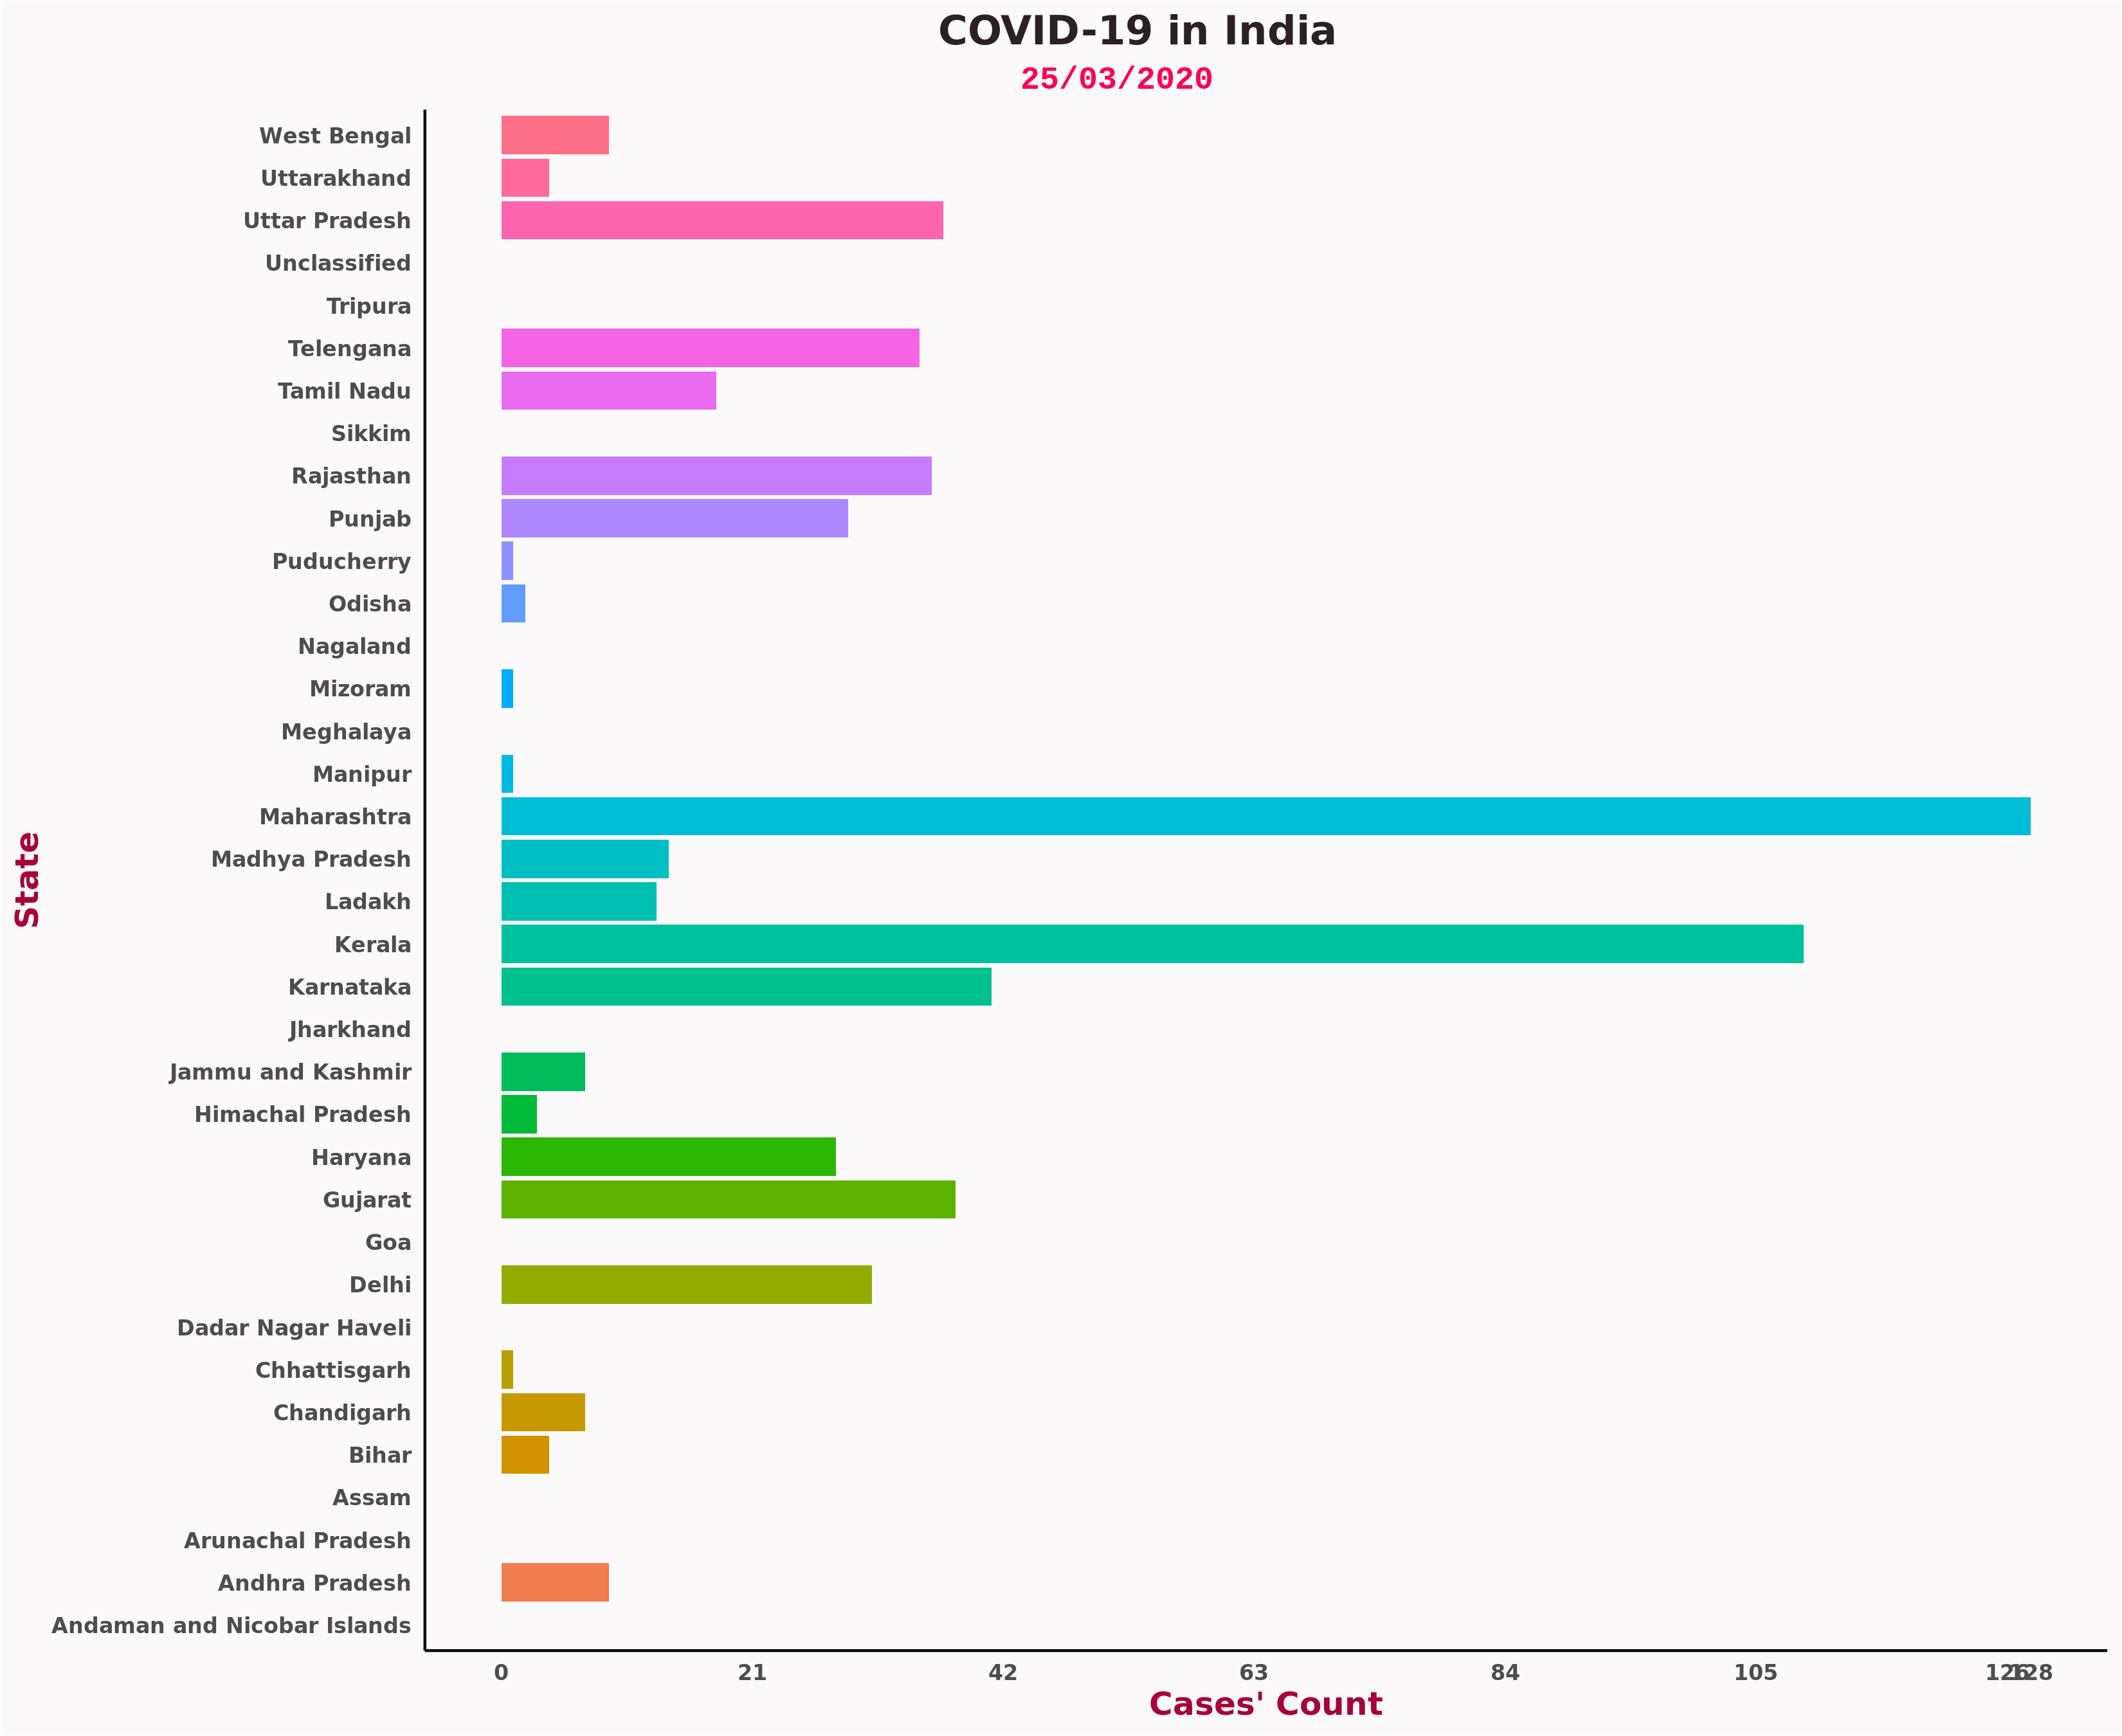 COVID-19 in India
25/03/2020
West Bengal
Uttarakhand
Uttar Pradesh
Unclassified
Tripura
Telengana
Tamil Nadu
Sikkim
Rajasthan
Punjab
Puducherry
Odisha
Nagaland
Mizoram
Meghalaya
Manipur
Maharashtra
Madhya Pradesh
Ladakh
Kerala
Karnataka
Jharkhand
Jammu and Kashmir
Himachal Pradesh
Haryana
Gujarat
Goa
Delhi
Dadar Nagar Haveli
Chhattisgarh
Chandigarh
Bihar
Assam
Arunachal Pradesh
Andhra Pradesh
Andaman and Nicobar Islands
State
0 21 42 63 84 105 126 128
Cases' Count